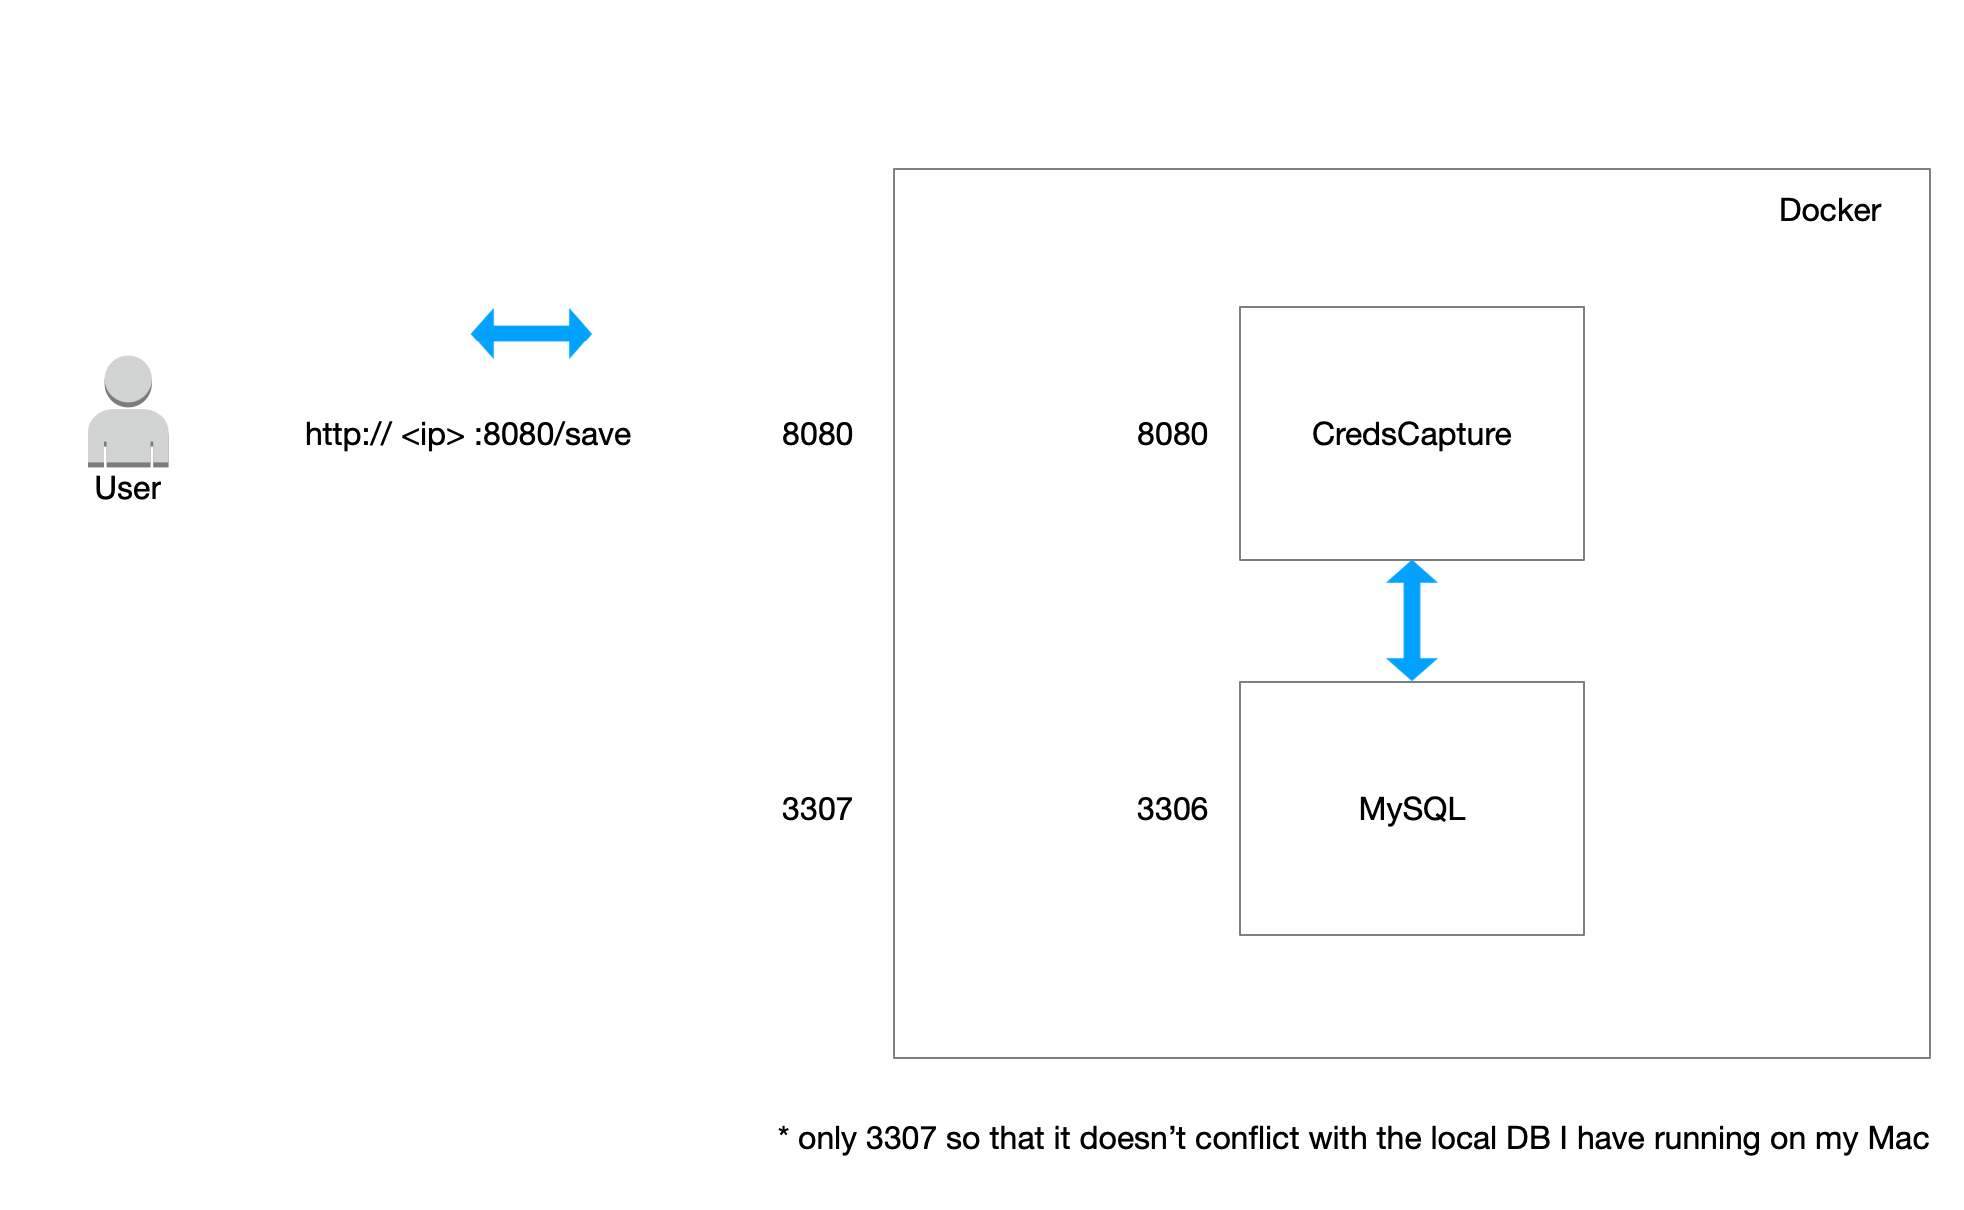 Docker
http:// <ip> :8080/save
8080
8080
CredsCapture
User
3307
3306
MySQL
* only 3307 so that it doesn’t conflict with the local DB I have running on my Mac